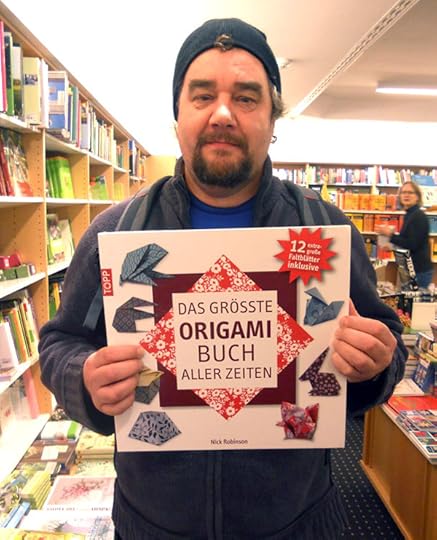 TOPP
12 extra-
große
Faltblätter
inklusive
DAS GRÖSSTE
ORIGAMI
BUCH
ALLER ZEITEN
Nick Robinson